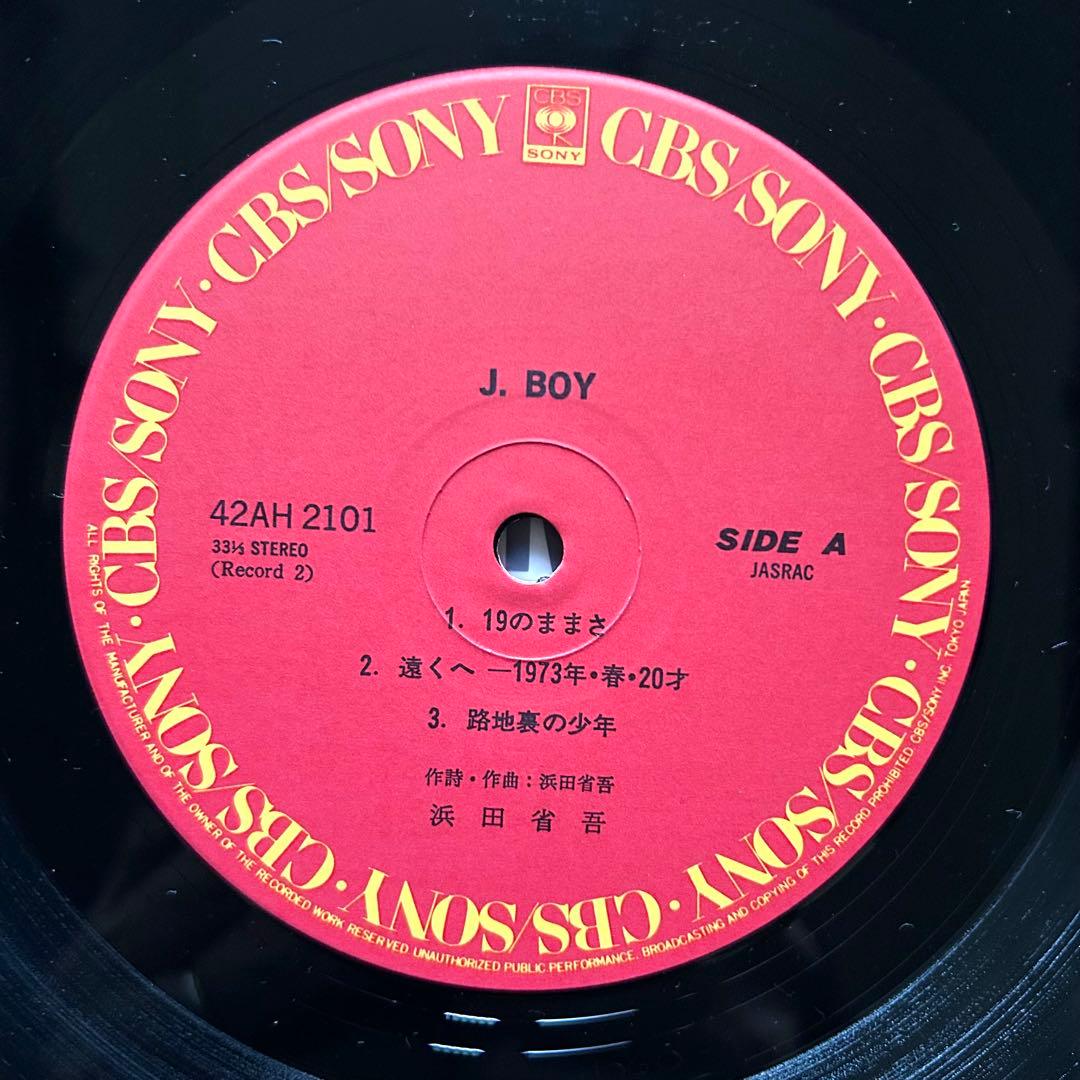 CBS
SONY
CBS/SONY · CBS/SONY · CBS/SONY · CBS/SONY · CBS/SONY · CBS/SONY · CBS/SONY · CBS/SONY · CBS/SONY
J. BOY
42AH 2101
33⅓ STEREO
(Record 2)
SIDE A
JASRAC
1. 19のままさ
2. 遠くへ —1973年・春・20才
3. 路地裏の少年
作詩・作曲：浜田省吾
浜田省吾
ALL RIGHTS OF THE MANUFACTURER AND OF THE OWNER OF THE RECORDED WORK RESERVED. UNAUTHORIZED PUBLIC PERFORMANCE, BROADCASTING AND COPYING OF THIS RECORD PROHIBITED. CBS/SONY INC. TOKYO JAPAN